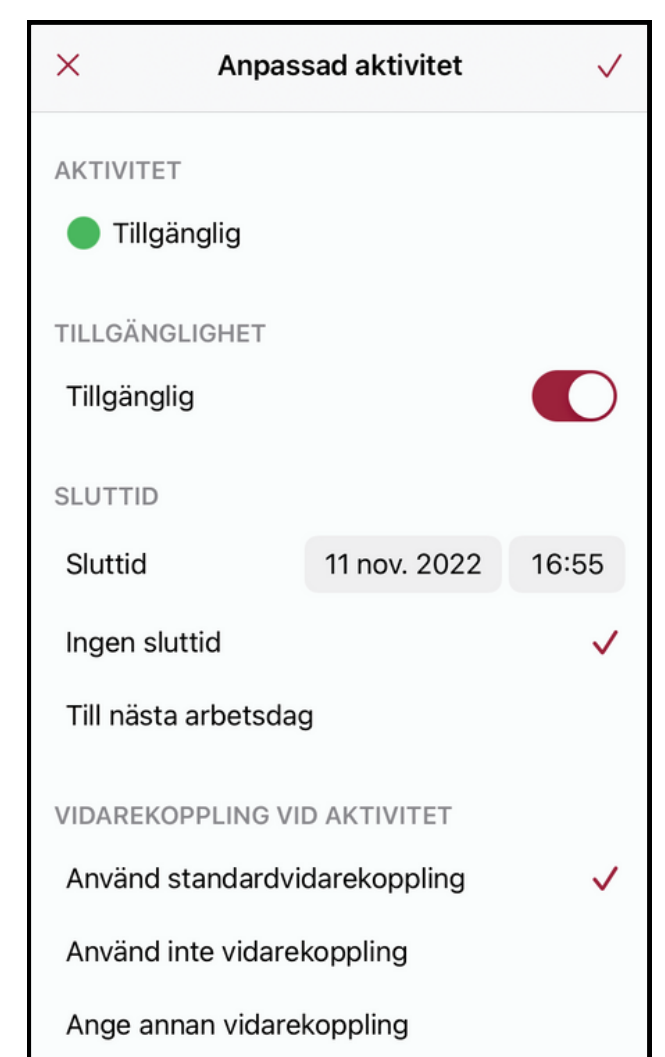 Anpassad aktivitet
AKTIVITET
Tillgänglig
TILLGÄNGLIGHET
Tillgänglig
SLUTTID
Sluttid 11 nov. 2022 16:55
Ingen sluttid
Till nästa arbetsdag
VIDAREKOPPLING VID AKTIVITET
Använd standardvidarekoppling
Använd inte vidarekoppling
Ange annan vidarekoppling